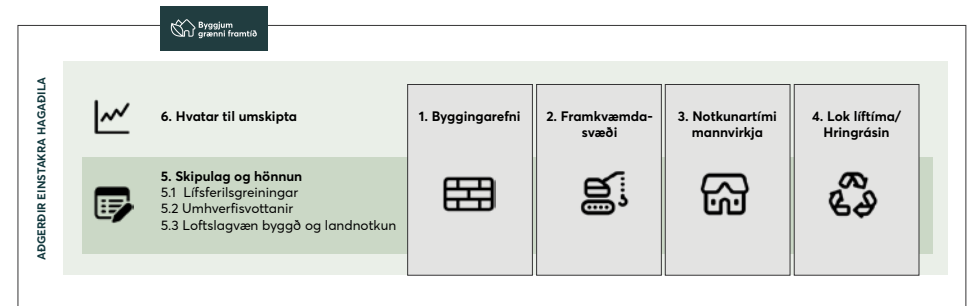 Byggjum
grænni framtíð
AÐGERÐIR EINSTAKRA HAGAÐILA
6. Hvatar til umskipta
5. Skipulag og hönnun
5.1 Lífsferilsgreiningar
5.2 Umhverfisvottanir
5.3 Loftslagvæn byggð og landnotkun
1. Byggingarefni
2. Framkvæmda-
svæði
3. Notkunartími
mannvirkja
4. Lok líftíma/
Hringrásin